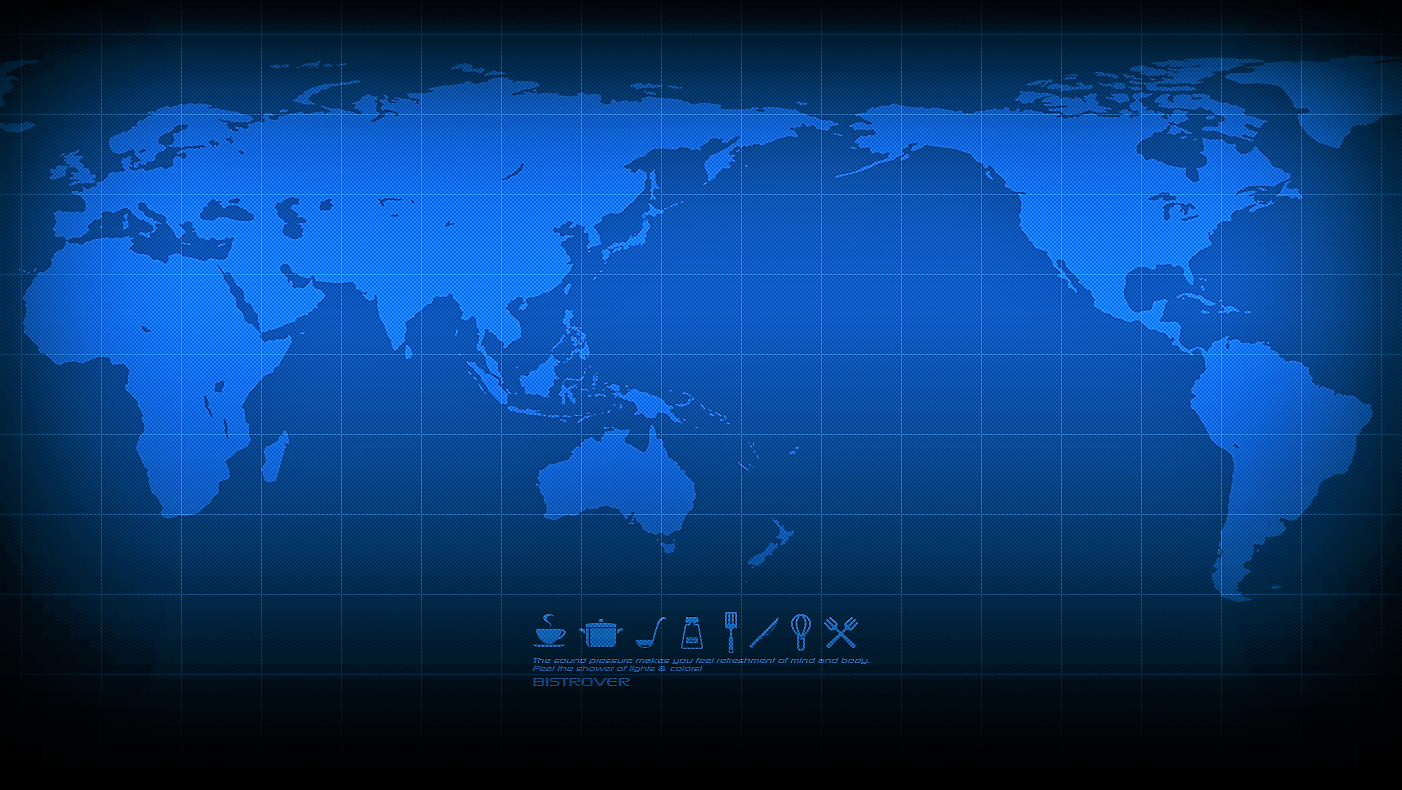 The sound pressure makes you feel refreshment of mind and body.
Feel the shower of lights & colors!
BISTROVER